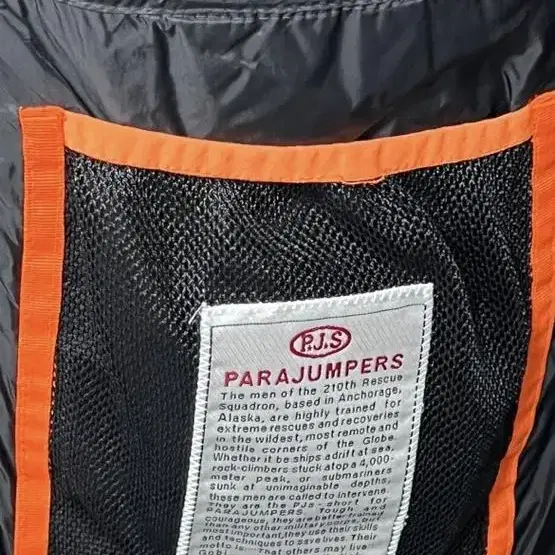 P.J.S
PARAJUMPERS
The men of the 210th Rescue
Squadron, based in Anchorage,
Alaska, are highly trained for
extreme rescues and recoveries
in the wildest, most remote and
hostile corners of the Globe.
Whether it be ships adrift at sea,
rock-climbers stuck atop a 4,000-
meter peak, or submariners
sunk at unimaginable depths,
these men are called to intervene.
They are the PJs - short for
PARAJUMPERS. Tough and
courageous, they are better trained
than any other military corps, but
most important, they use their skills
and techniques to save lives. Their
motto is— That others may live
Gobi